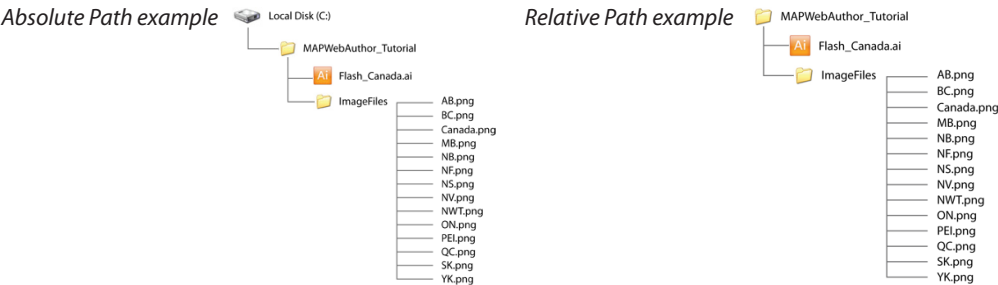 Absolute Path example
Local Disk (C:)
MAPWebAuthor_Tutorial
Ai Flash_Canada.ai
ImageFiles
AB.png
BC.png
Canada.png
MB.png
NB.png
NF.png
NS.png
NV.png
NWT.png
ON.png
PEI.png
QC.png
SK.png
YK.png
Relative Path example
MAPWebAuthor_Tutorial
Ai Flash_Canada.ai
ImageFiles
AB.png
BC.png
Canada.png
MB.png
NB.png
NF.png
NS.png
NV.png
NWT.png
ON.png
PEI.png
QC.png
SK.png
YK.png